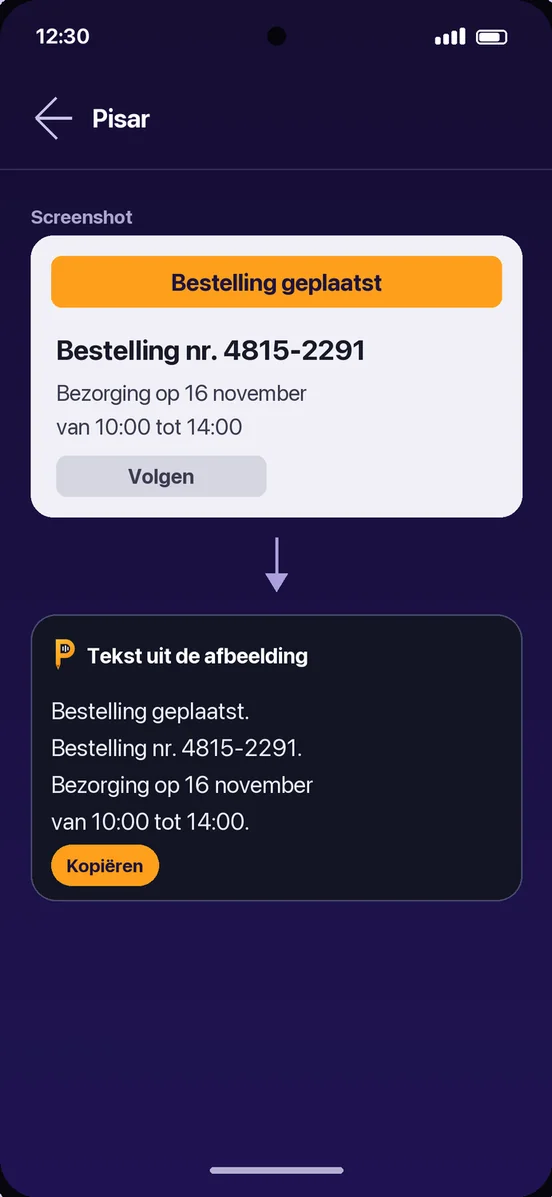 12:30
Pisar
Screenshot
Bestelling geplaatst
Bestelling nr. 4815-2291
Bezorging op 16 november
van 10:00 tot 14:00
Volgen
Tekst uit de afbeelding
Bestelling geplaatst.
Bestelling nr. 4815-2291.
Bezorging op 16 november
van 10:00 tot 14:00.
Kopiëren